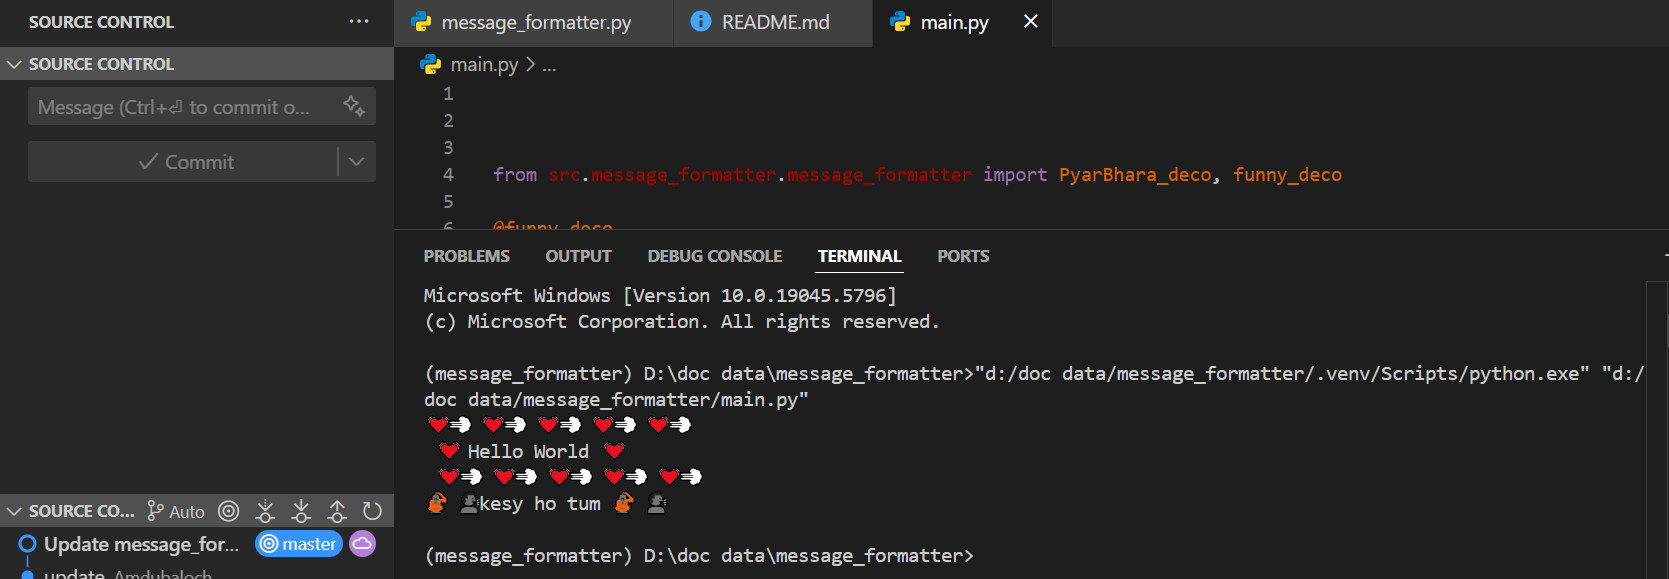 SOURCE CONTROL ...
SOURCE CONTROL
Message (Ctrl+⏎ to commit o...
Commit
SOURCE CO... Auto
Update message_for... master
update Amdubaloch
message_formatter.py README.md main.py
main.py > ...
1
2
3
4 from src.message_formatter.message_formatter import PyarBhara_deco, funny_deco
5
6 @funny_deco
PROBLEMS OUTPUT DEBUG CONSOLE TERMINAL PORTS
Microsoft Windows [Version 10.0.19045.5796]
(c) Microsoft Corporation. All rights reserved.
(message_formatter) D:\doc data\message_formatter>"d:/doc data/message_formatter/.venv/Scripts/python.exe" "d:/
doc data/message_formatter/main.py"
Hello World
kesy ho tum
(message_formatter) D:\doc data\message_formatter>